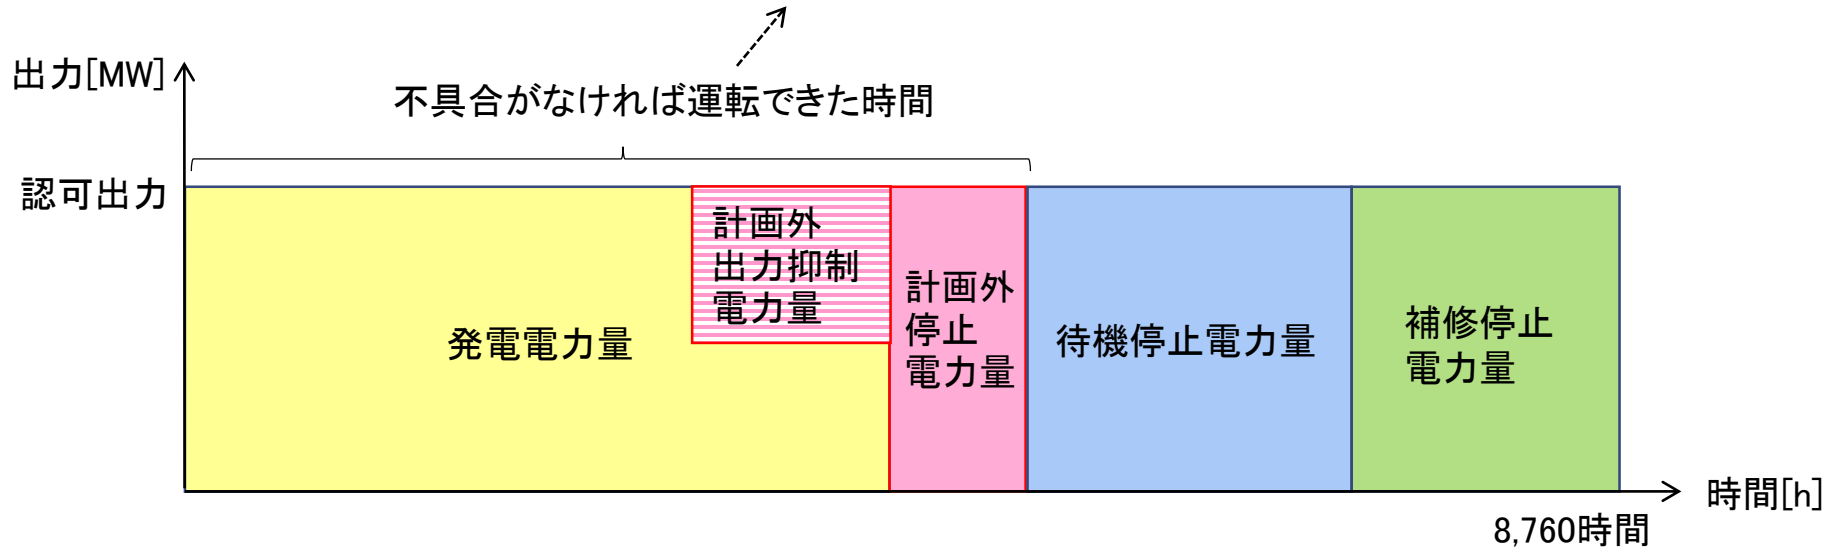 出力[MW]
不具合がなければ運転できた時間
認可出力
計画外
出力抑制
電力量
計画外
停止
電力量
発電電力量
待機停止電力量
補修停止
電力量
時間[h]
8,760時間